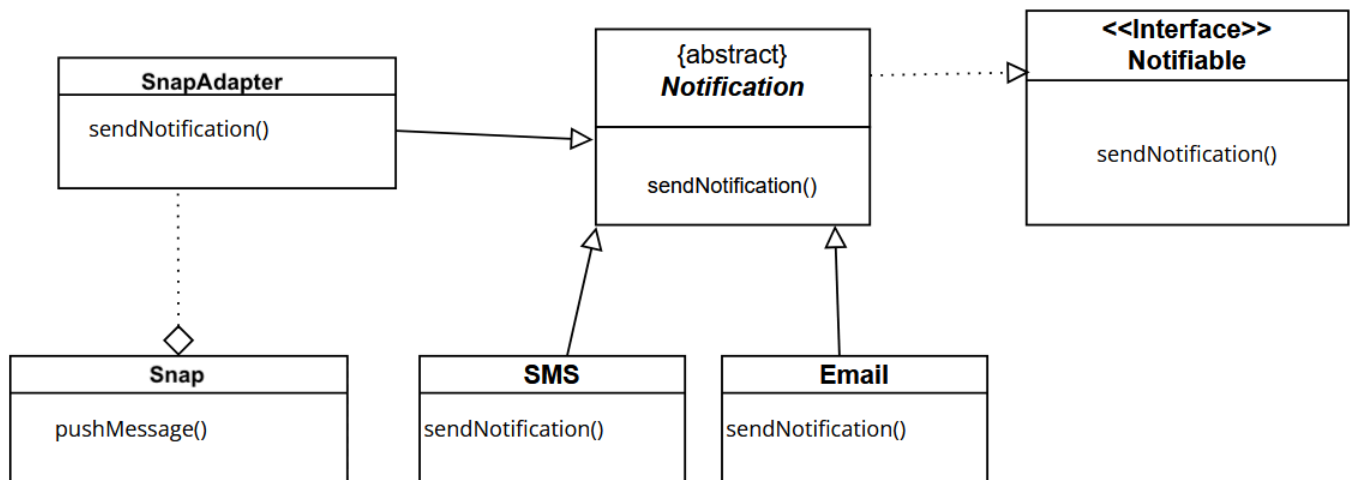 SnapAdapter
sendNotification()
{abstract}
Notification
sendNotification()
<<Interface>>
Notifiable
sendNotification()
Snap
pushMessage()
SMS
sendNotification()
Email
sendNotification()